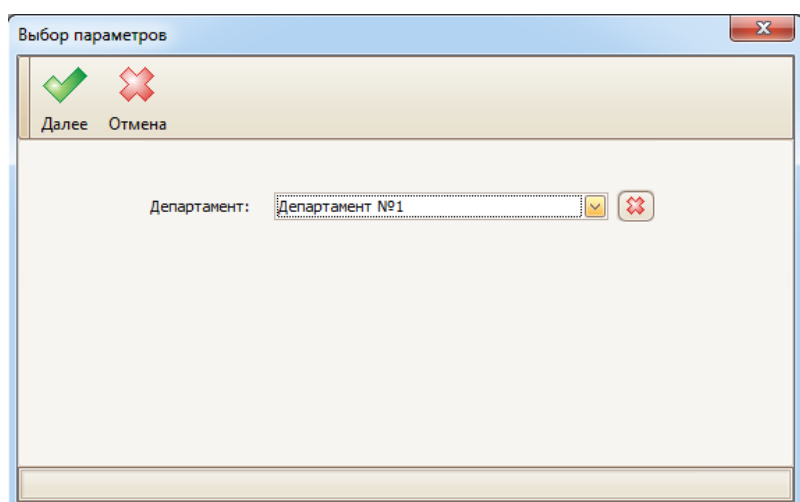 Выбор параметров
Далее Отмена
Департамент: Департамент №1